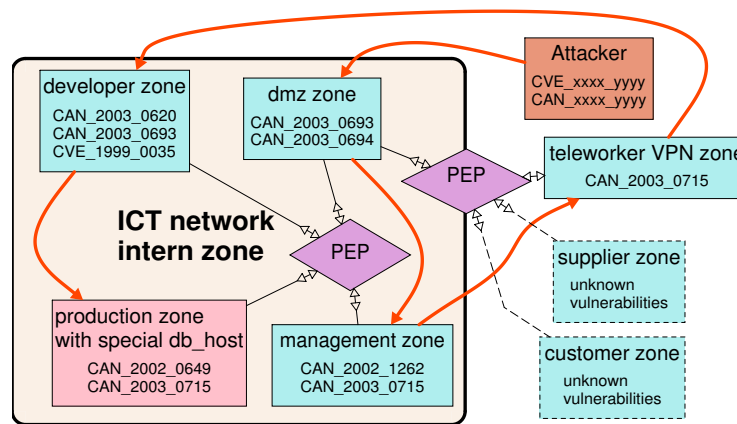 Attacker
CVE_xxxx_yyyy
CAN_xxxx_yyyy
developer zone
CAN_2003_0620
CAN_2003_0693
CVE_1999_0035
dmz zone
CAN_2003_0693
CAN_2003_0694
PEP
teleworker VPN zone
CAN_2003_0715
ICT network
intern zone
PEP
supplier zone
unknown
vulnerabilities
production zone
with special db_host
CAN_2002_0649
CAN_2003_0715
management zone
CAN_2002_1262
CAN_2003_0715
customer zone
unknown
vulnerabilities